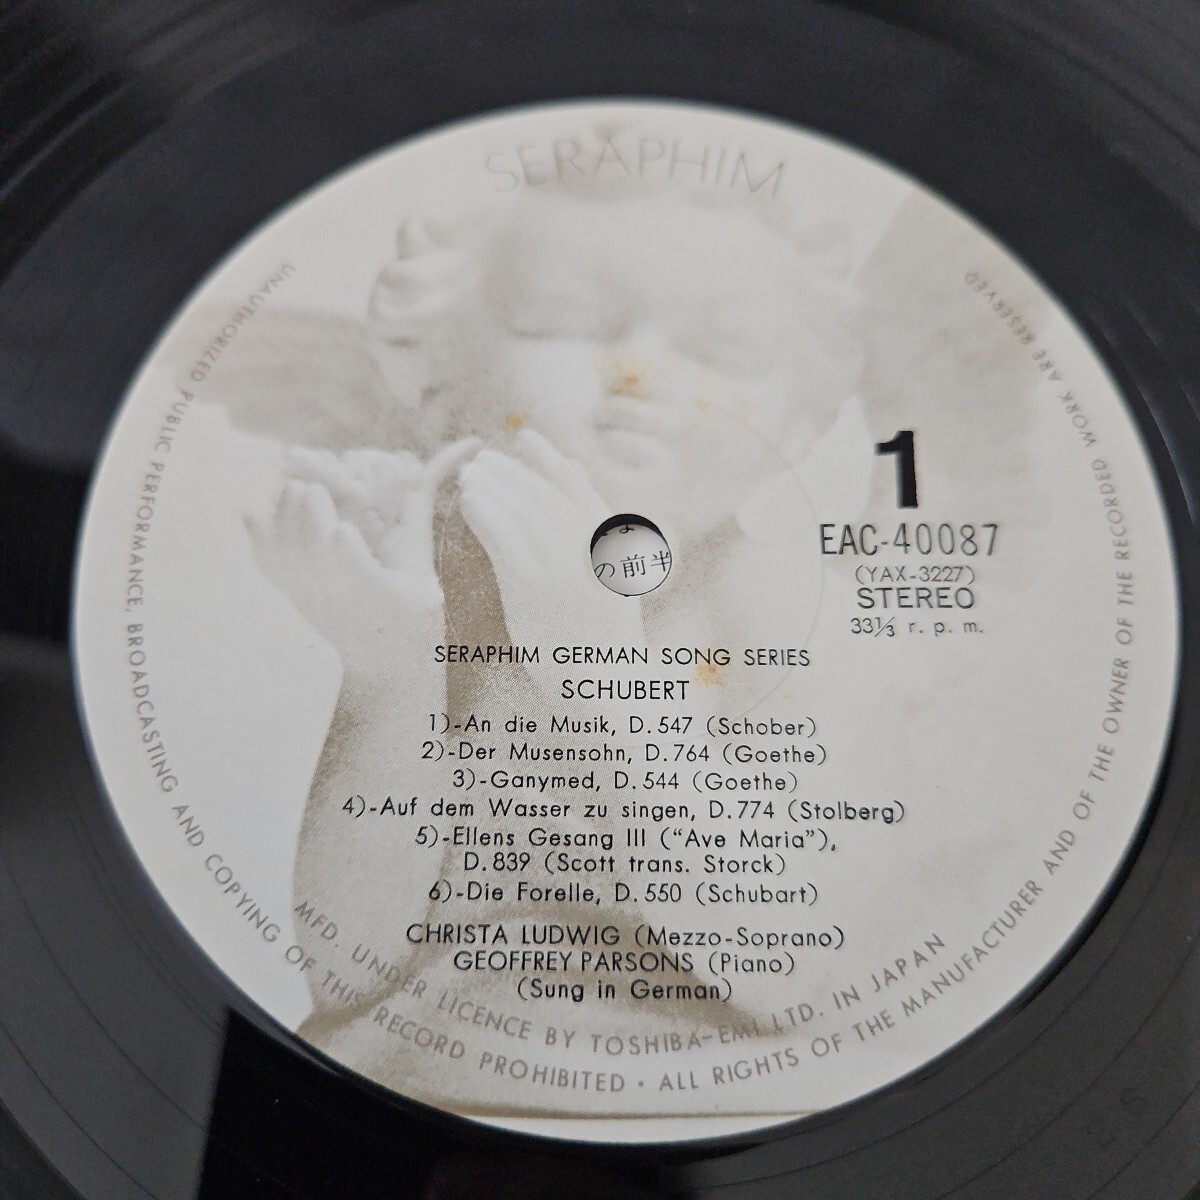 SERAPHIM
1
EAC-40087
(YAX-3227)
STEREO
33⅓ r. p. m.
の前半
SERAPHIM GERMAN SONG SERIES
SCHUBERT
1)-An die Musik, D. 547 (Schober)
2)-Der Musensohn, D. 764 (Goethe)
3)-Ganymed, D. 544 (Goethe)
4)-Auf dem Wasser zu singen, D. 774 (Stolberg)
5)-Ellens Gesang III (“Ave Maria”),
D. 839 (Scott trans. Storck)
6)-Die Forelle, D. 550 (Schubart)
CHRISTA LUDWIG (Mezzo-Soprano)
GEOFFREY PARSONS (Piano)
(Sung in German)
MFD. UNDER LICENCE BY TOSHIBA-EMI LTD. IN JAPAN
UNAUTHORIZED PUBLIC PERFORMANCE, BROADCASTING AND COPYING OF THIS RECORD PROHIBITED • ALL RIGHTS OF THE MANUFACTURER AND OF THE OWNER OF THE RECORDED WORK ARE RESERVED